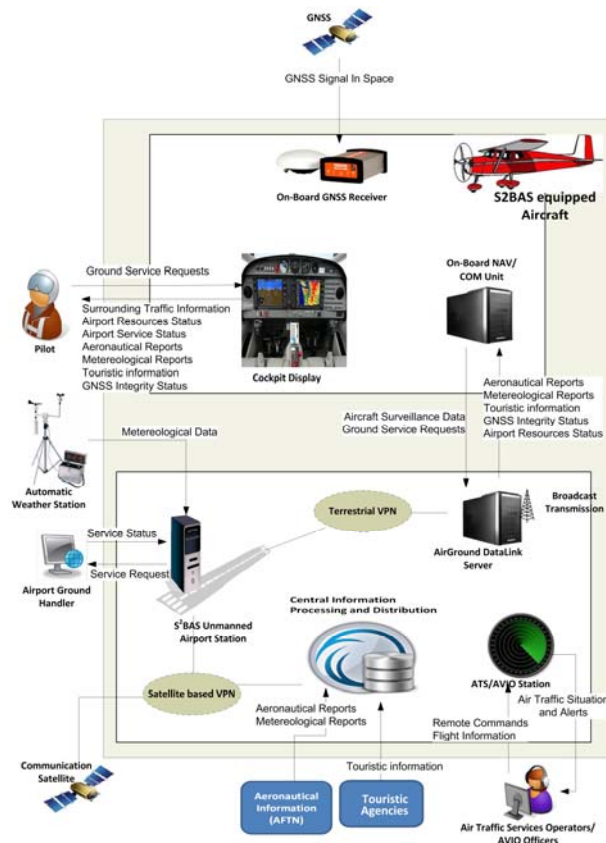 GNSS
GNSS Signal In Space
On-Board GNSS Receiver
S2BAS equipped
Aircraft
Ground Service Requests
Surrounding Traffic Information
Airport Resources Status
Airport Service Status
Aeronautical Reports
Metereological Reports
Touristic information
GNSS Integrity Status
Pilot
Cockpit Display
On-Board NAV/
COM Unit
Aircraft Surveillance Data
Ground Service Requests
Aeronautical Reports
Metereological Reports
Touristic information
GNSS Integrity Status
Airport Resources Status
Metereological Data
Automatic
Weather Station
Service Status
Service Request
Airport Ground
Handler
S²BAS Unmanned
Airport Station
Terrestrial VPN
Broadcast
Transmission
AirGround DataLink
Server
Central Information
Processing and Distribution
Satellite based VPN
Aeronautical Reports
Metereological Reports
ATS/AVIO Station
Air Traffic Situation
and Alerts
Remote Commands
Flight Information
Communication
Satellite
Touristic information
Aeronautical
Information
(AFTN)
Touristic
Agencies
Air Traffic Services Operators/
AVIO Officers